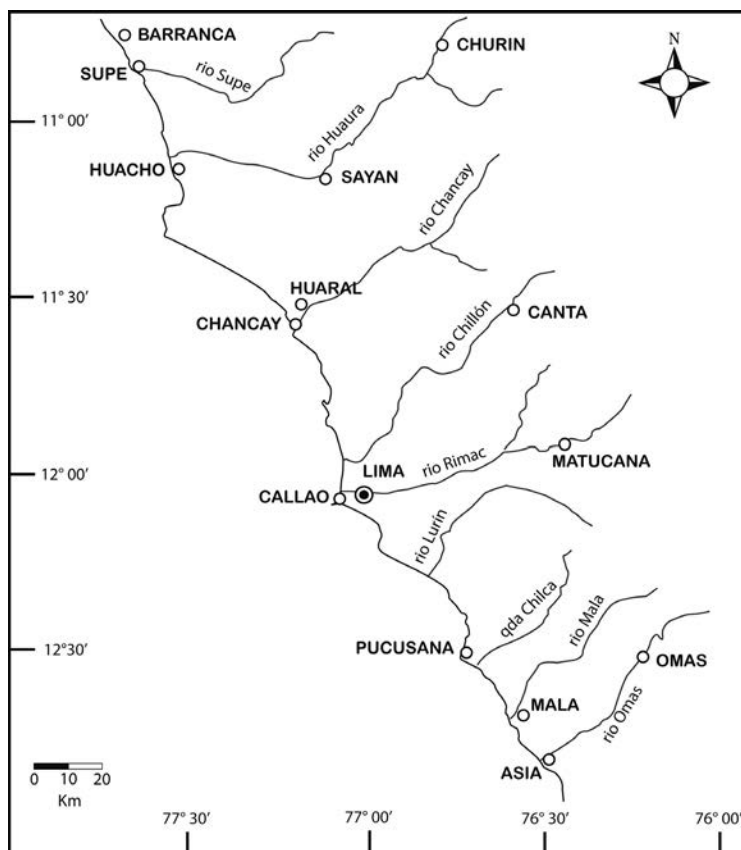 BARRANCA
N
CHURIN
SUPE
rio Supe
11° 00′
rio Huaura
HUACHO
SAYAN
rio Chancay
11° 30′
HUARAL
CHANCAY
rio Chillón
CANTA
12° 00′
LIMA
rio Rimac
MATUCANA
CALLAO
rio Lurín
qda Chilca
rio Mala
12° 30′
PUCUSANA
OMAS
MALA
rio Omas
ASIA
0 10 20
Km
77° 30′ 77° 00′ 76° 30′ 76° 00′